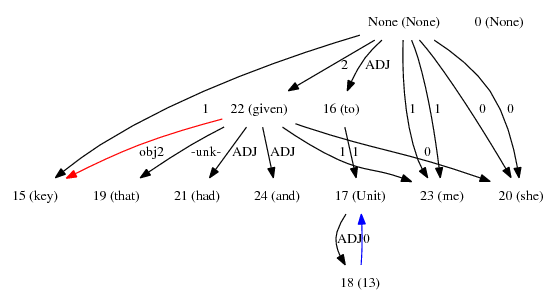 None (None) 0 (None)
2 ADJ
1 22 (given) 16 (to) 1 1 0 0
obj2 -unk- ADJ ADJ 1 1 0
15 (key) 19 (that) 21 (had) 24 (and) 17 (Unit) 23 (me) 20 (she)
ADJ 0
18 (13)